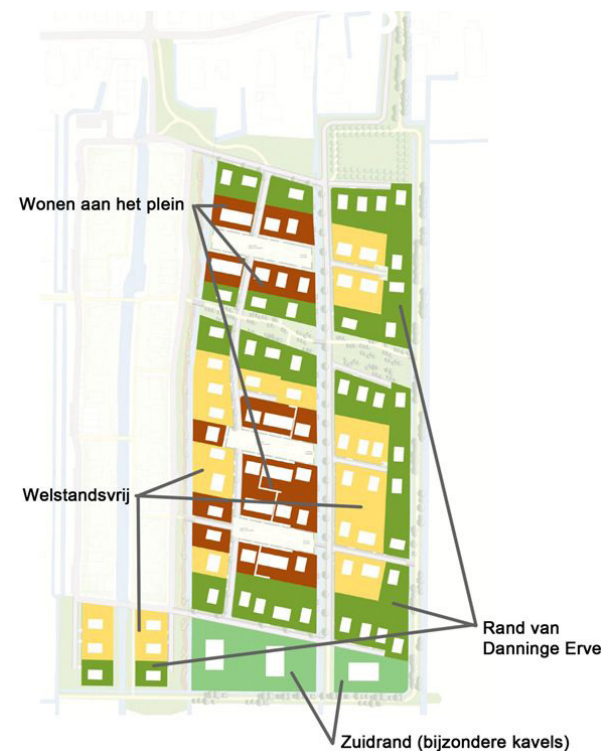 Wonen aan het plein
Welstandsvrij
Rand van
Danninge Erve
Zuidrand (bijzondere kavels)